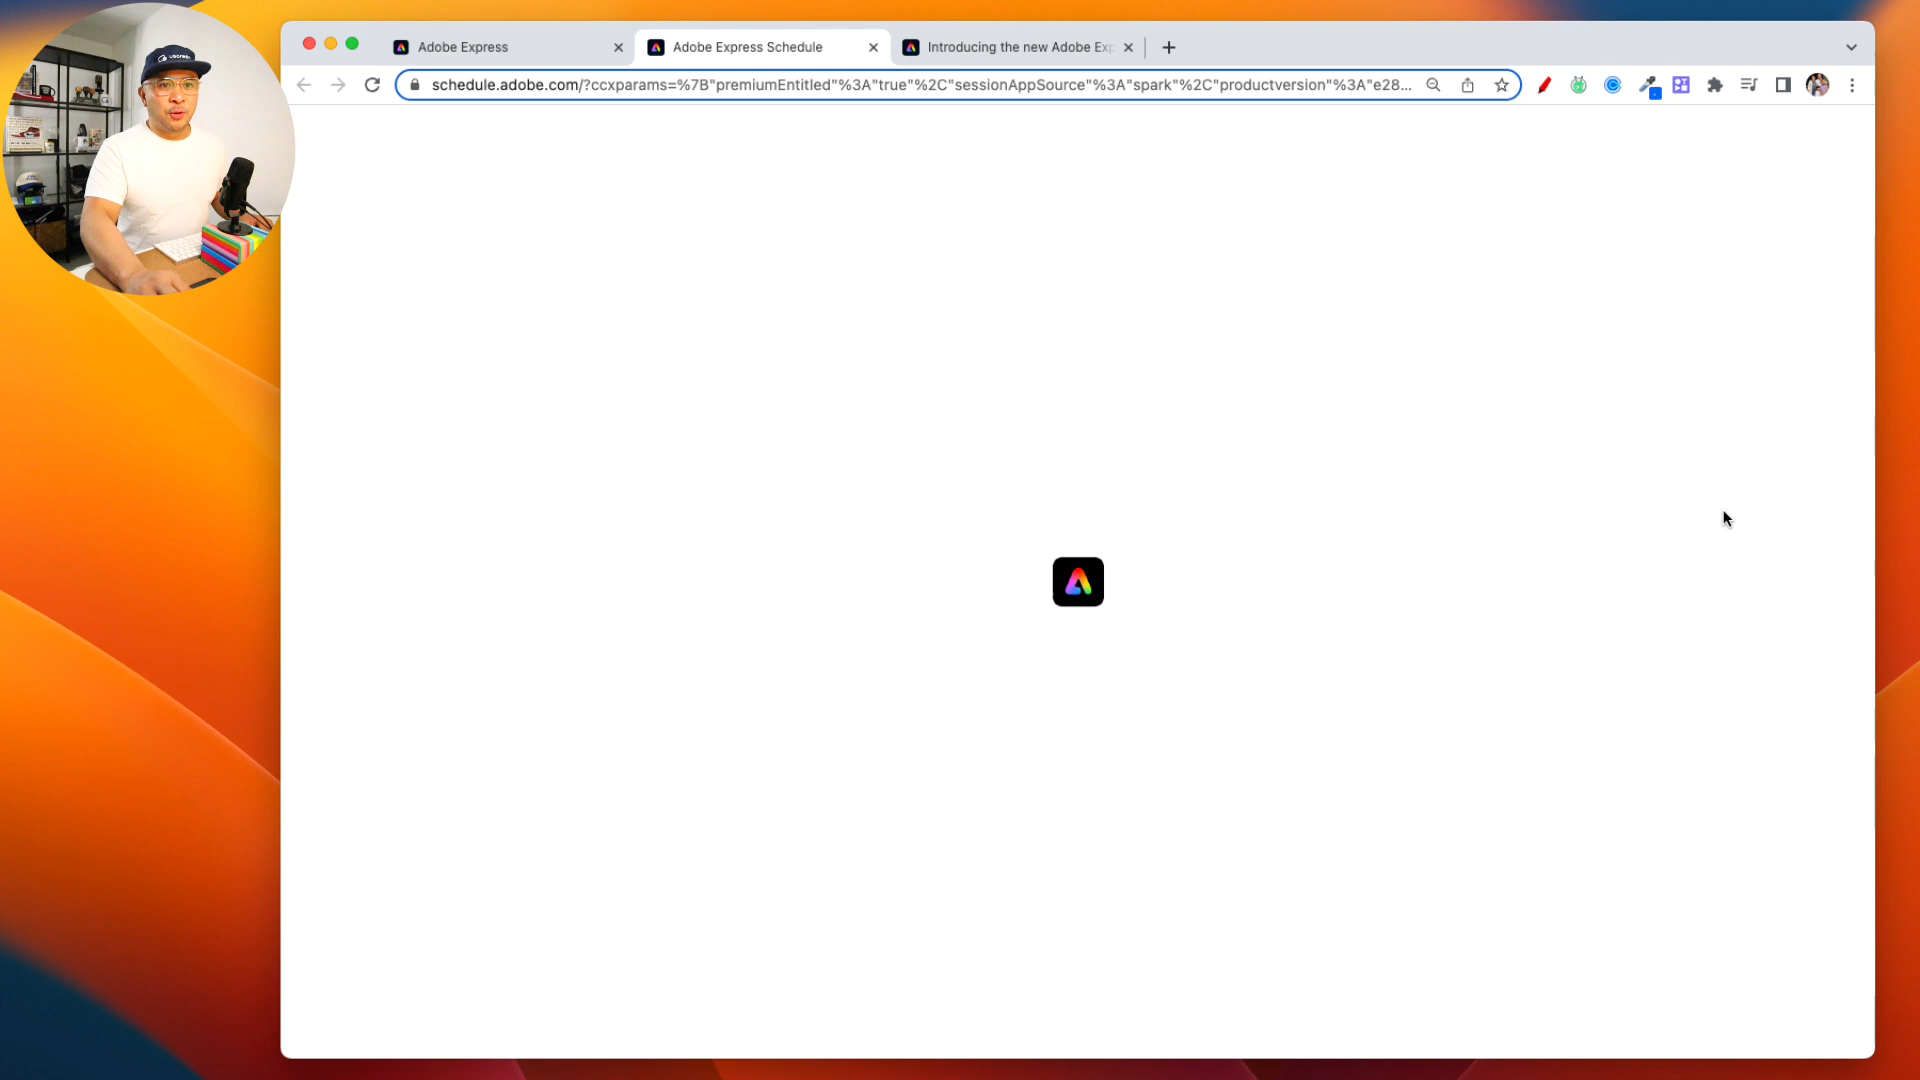 Adobe Express
Adobe Express Schedule
Introducing the new Adobe Exp
schedule.adobe.com/?ccxparams=%7B"premiumEntitled"%3A"true"%2C"sessionAppSource"%3A"spark"%2C"productversion"%3A"e28...